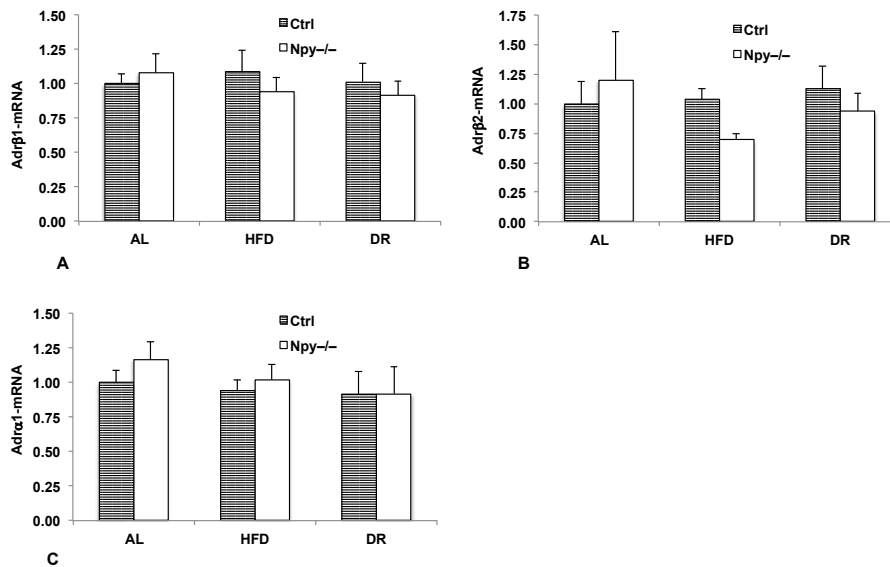 1.50
Ctrl
Npy–/–
1.25
1.00
0.75
0.50
0.25
0.00
Adrβ1-mRNA
AL HFD DR
A
1.75
Ctrl
1.50
Npy–/–
1.25
1.00
0.75
0.50
0.25
0.00
Adrβ2-mRNA
AL HFD DR
B
1.50
Ctrl
Npy–/–
1.25
1.00
0.75
0.50
0.25
0.00
Adrα1-mRNA
AL HFD DR
C